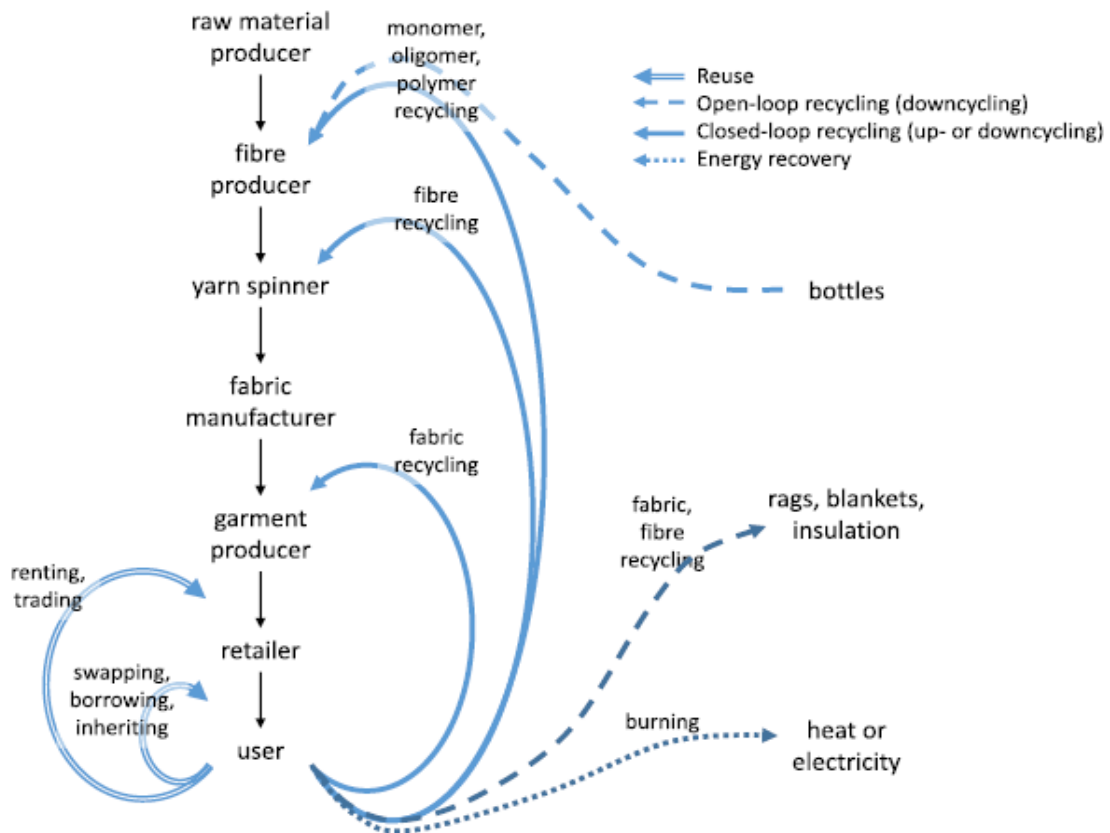 raw material
producer
monomer,
oligomer,
polymer
recycling
Reuse
Open-loop recycling (downcycling)
Closed-loop recycling (up- or downcycling)
Energy recovery
fibre
producer
fibre
recycling
yarn spinner
bottles
fabric
manufacturer
fabric
recycling
garment
producer
fabric,
fibre
recycling
rags, blankets,
insulation
renting,
trading
retailer
swapping,
borrowing,
inheriting
user
burning
heat or
electricity